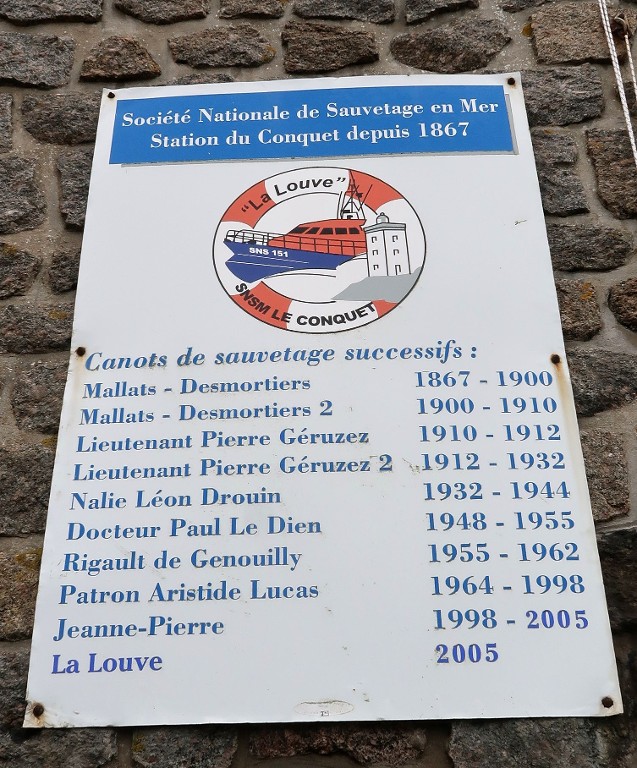 Société Nationale de Sauvetage en Mer
Station du Conquet depuis 1867
"La Louve"
SNS 151
SNSM LE CONQUET
Canots de sauvetage successifs :
Mallats - Desmortiers 1867 - 1900
Mallats - Desmortiers 2 1900 - 1910
Lieutenant Pierre Géruzez 1910 - 1912
Lieutenant Pierre Géruzez 2 1912 - 1932
Nalie Léon Drouin 1932 - 1944
Docteur Paul Le Dien 1948 - 1955
Rigault de Genouilly 1955 - 1962
Patron Aristide Lucas 1964 - 1998
Jeanne-Pierre 1998 - 2005
La Louve 2005